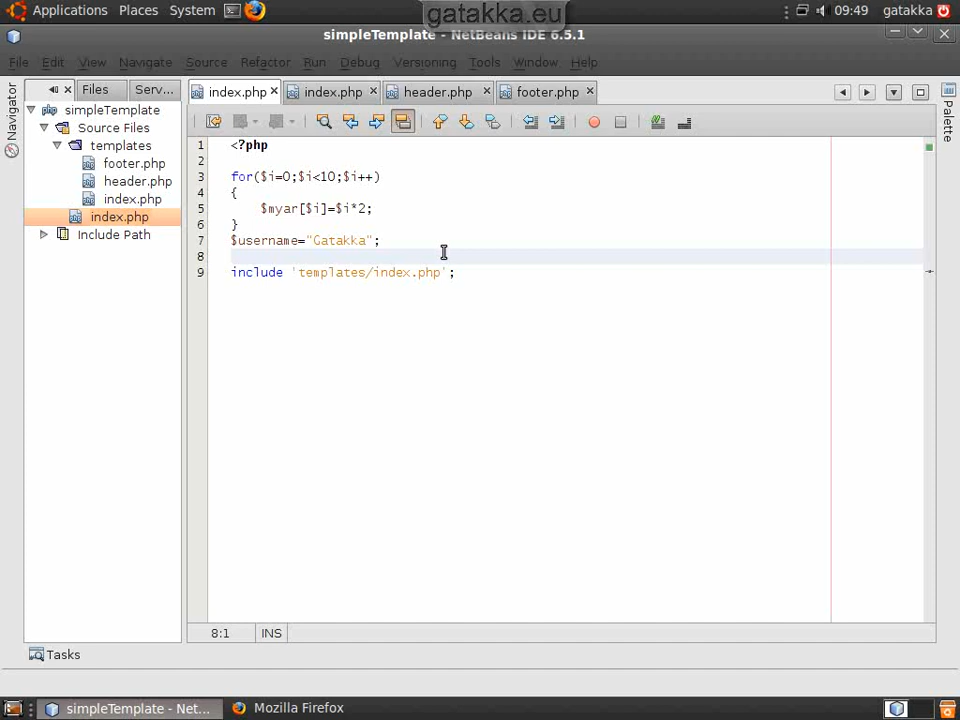 Applications Places System
gatakka.eu
09:49 gatakka
simpleTemplate - NetBeans IDE 6.5.1
File Edit View Navigate Source Refactor Run Debug Versioning Tools Window Help
Navigator
Files Serv...
index.php index.php header.php footer.php
Palette
simpleTemplate
Source Files
templates
footer.php
header.php
index.php
index.php
Include Path
1 <?php
2
3 for($i=0;$i<10;$i++)
4 {
5 $myar[$i]=$i*2;
6 }
7 $username="Gatakka";
8
9 include 'templates/index.php';
8:1 INS
Tasks
simpleTemplate - Net... Mozilla Firefox